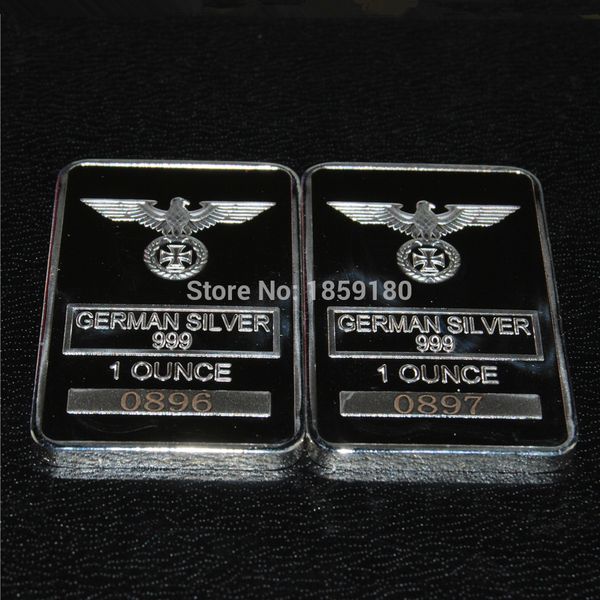 Store No: 1859180
GERMAN SILVER
999
1 OUNCE
0896
GERMAN SILVER
999
1 OUNCE
0897